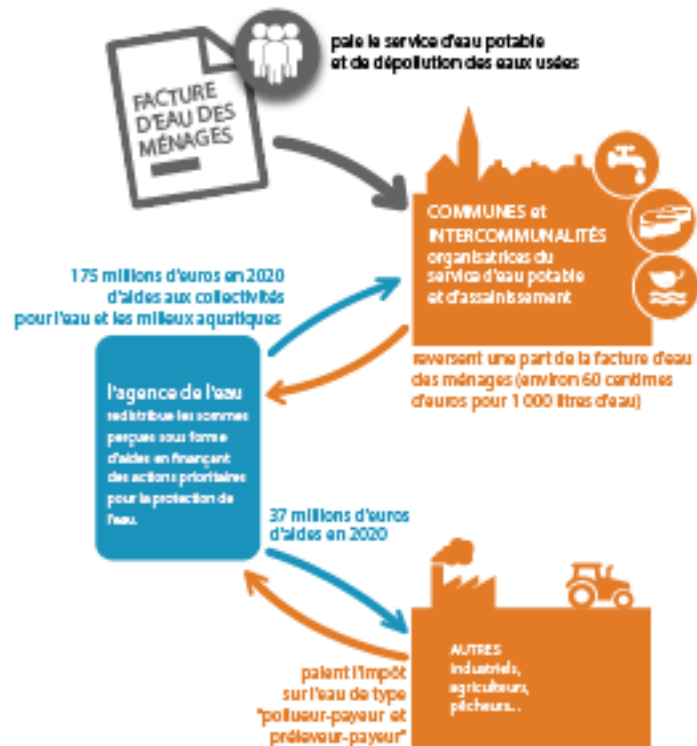 paie le service d'eau potable
et de dépollution des eaux usées
FACTURE
D'EAU DES
MÉNAGES
COMMUNES et
INTERCOMMUNALITÉS
organisatrices du
service d'eau potable
et d'assainissement
175 millions d'euros en 2020
d'aides aux collectivités
pour l'eau et les milieux aquatiques
reversent une part de la facture d'eau
des ménages (environ 60 centimes
d'euros pour 1 000 litres d'eau)
l'agence de l'eau
redistribue les sommes
perçues sous forme
d'aides en finançant
des actions prioritaires
pour la protection de
l'eau.
37 millions d'euros
d'aides en 2020
AUTRES
industriels,
agriculteurs,
pêcheurs...
paient l'impôt
sur l'eau de type
"pollueur-payeur et
préleveur-payeur"